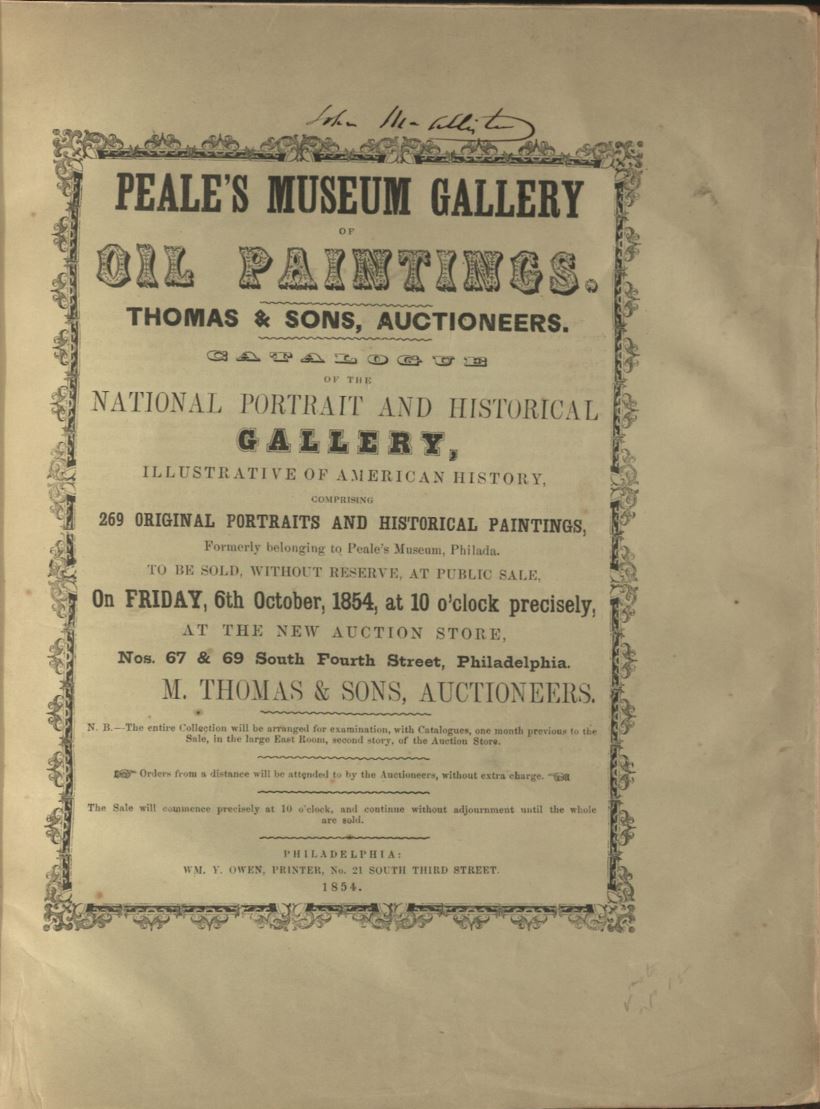 John McAllister
PEALE'S MUSEUM GALLERY
OF
OIL PAINTINGS.
THOMAS & SONS, AUCTIONEERS.
CATALOGUE
OF THE
NATIONAL PORTRAIT AND HISTORICAL
GALLERY,
ILLUSTRATIVE OF AMERICAN HISTORY,
COMPRISING
269 ORIGINAL PORTRAITS AND HISTORICAL PAINTINGS,
Formerly belonging to Peale's Museum, Philada.
TO BE SOLD, WITHOUT RESERVE, AT PUBLIC SALE,
On FRIDAY, 6th October, 1854, at 10 o'clock precisely,
AT THE NEW AUCTION STORE,
Nos. 67 & 69 South Fourth Street, Philadelphia.
M. THOMAS & SONS, AUCTIONEERS.
N. B.—The entire Collection will be arranged for examination, with Catalogues, one month previous to the
Sale, in the large East Room, second story, of the Auction Store.
☞ Orders from a distance will be attended to by the Auctioneers, without extra charge. ☜
The Sale will commence precisely at 10 o'clock, and continue without adjournment until the whole
are sold.
PHILADELPHIA:
WM. Y. OWEN, PRINTER, No. 21 SOUTH THIRD STREET.
1854.